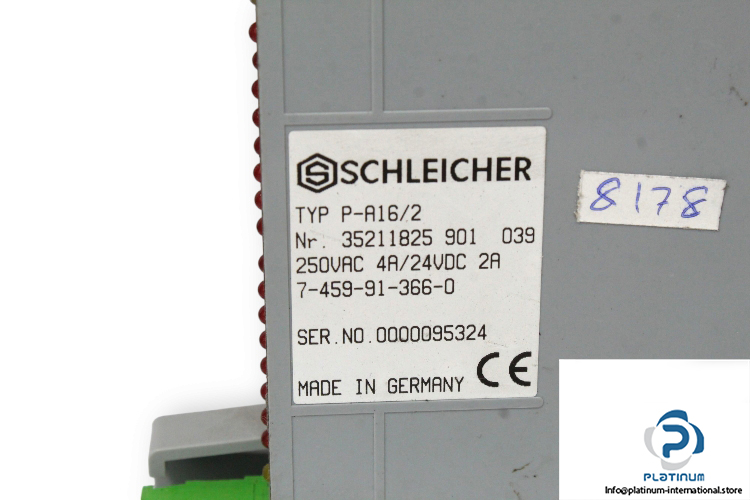 SCHLEICHER
TYP P-A16/2
Nr. 35211825 901 039
250VAC 4A/24VDC 2A
7-459-91-366-0
SER.NO.0000095324
MADE IN GERMANY CE
8178
PLATINUM
Info@platinum-international.store